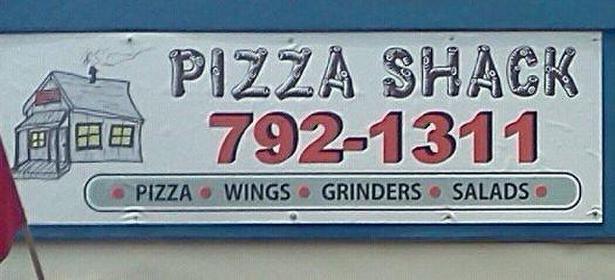 PIZZA SHACK
792-1311
• PIZZA • WINGS • GRINDERS • SALADS •